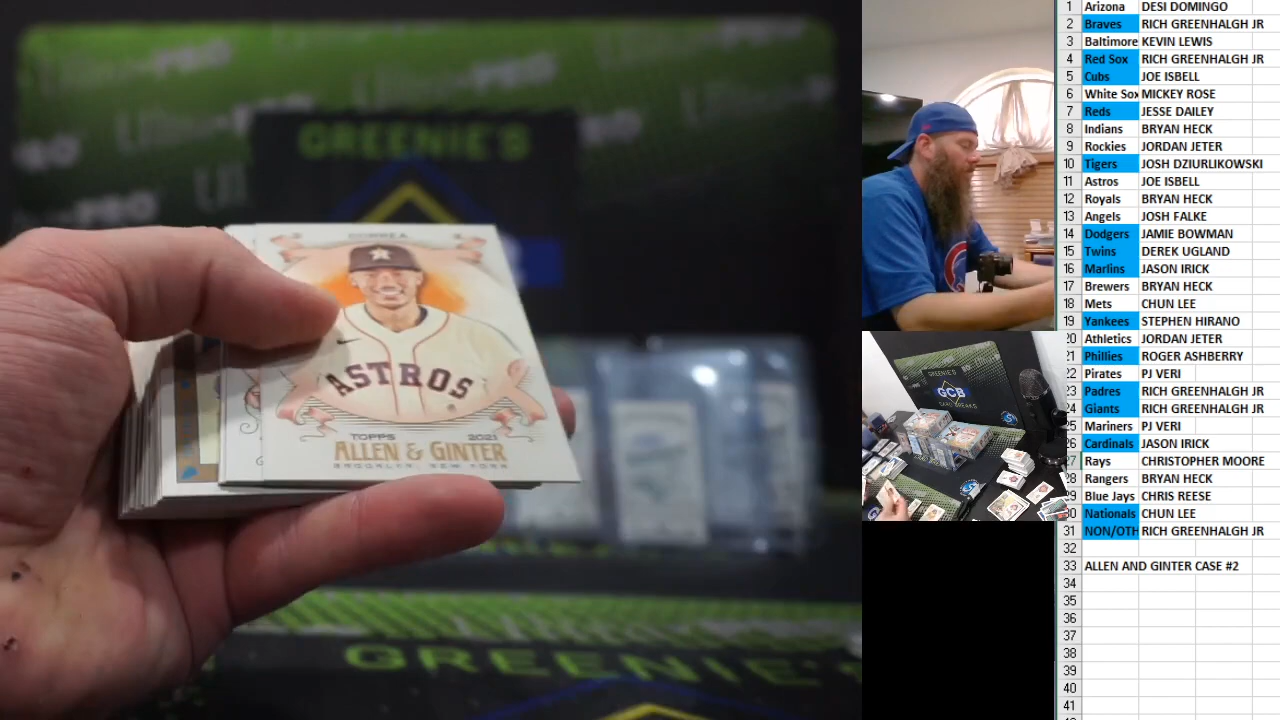 GREENIE'S
CORREA
ASTROS
TOPPS 2021
ALLEN & GINTER
BROOKLYN, NEW YORK
GREENIE'S
GREENIE'S
GCB
CARD BREAKS
1 Arizona DESI DOMINGO
2 Braves RICH GREENHALGH JR
3 Baltimore KEVIN LEWIS
4 Red Sox RICH GREENHALGH JR
5 Cubs JOE ISBELL
6 White Sox MICKEY ROSE
7 Reds JESSE DAILEY
8 Indians BRYAN HECK
9 Rockies JORDAN JETER
10 Tigers JOSH DZIURLIKOWSKI
11 Astros JOE ISBELL
12 Royals BRYAN HECK
13 Angels JOSH FALKE
14 Dodgers JAMIE BOWMAN
15 Twins DEREK UGLAND
16 Marlins JASON IRICK
17 Brewers BRYAN HECK
18 Mets CHUN LEE
19 Yankees STEPHEN HIRANO
20 Athletics JORDAN JETER
21 Phillies ROGER ASHBERRY
22 Pirates PJ VERI
23 Padres RICH GREENHALGH JR
24 Giants RICH GREENHALGH JR
25 Mariners PJ VERI
26 Cardinals JASON IRICK
27 Rays CHRISTOPHER MOORE
28 Rangers BRYAN HECK
29 Blue Jays CHRIS REESE
30 Nationals CHUN LEE
31 NON/OTH RICH GREENHALGH JR
32
33 ALLEN AND GINTER CASE #2
34
35
36
37
38
39
40
41